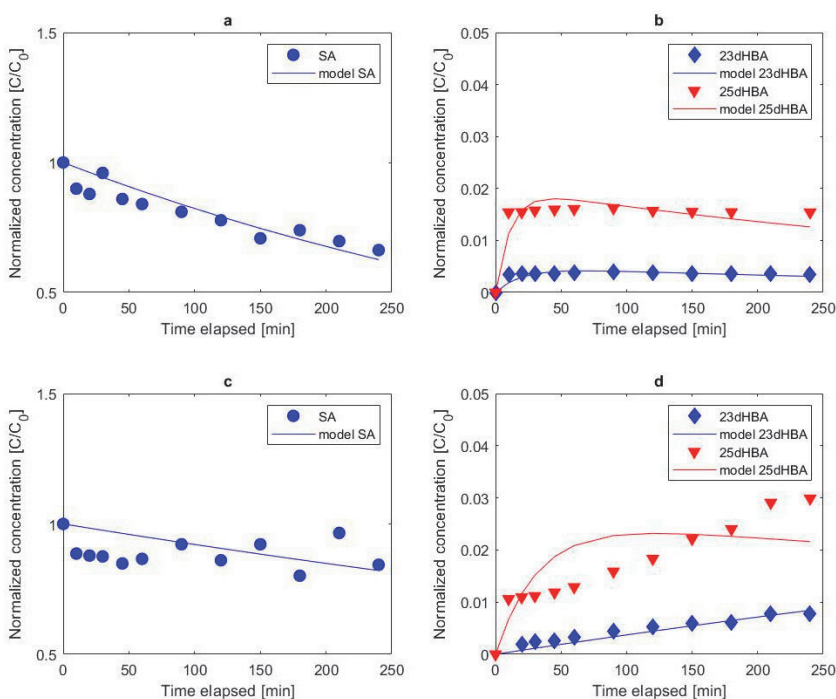 a
1.5
1
0.5
Normalized concentration [C/C₀]
0 50 100 150 200 250
Time elapsed [min]
SA
model SA
b
0.05
0.04
0.03
0.02
0.01
0
Normalized concentration [C/C₀]
0 50 100 150 200 250
Time elapsed [min]
23dHBA
model 23dHBA
25dHBA
model 25dHBA
c
1.5
1
0.5
Normalized concentration [C/C₀]
0 50 100 150 200 250
Time elapsed [min]
SA
model SA
d
0.05
0.04
0.03
0.02
0.01
0
Normalized concentration [C/C₀]
0 50 100 150 200 250
Time elapsed [min]
23dHBA
model 23dHBA
25dHBA
model 25dHBA